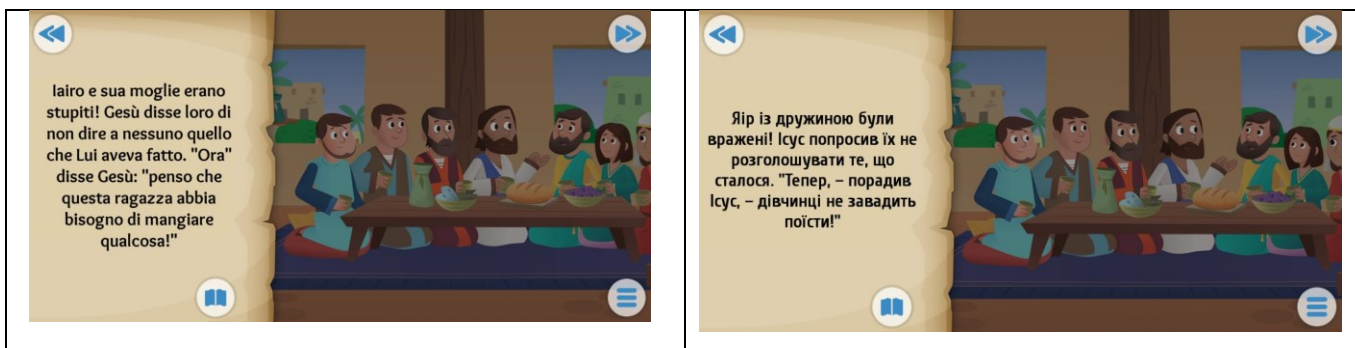 Iairo e sua moglie erano
stupiti! Gesù disse loro di
non dire a nessuno quello
che Lui aveva fatto. "Ora"
disse Gesù: "penso che
questa ragazza abbia
bisogno di mangiare
qualcosa!"
Яір із дружиною були
вражені! Ісус попросив їх не
розголошувати те, що
сталося. "Тепер, – порадив
Ісус, – дівчинці не завадить
поїсти!"